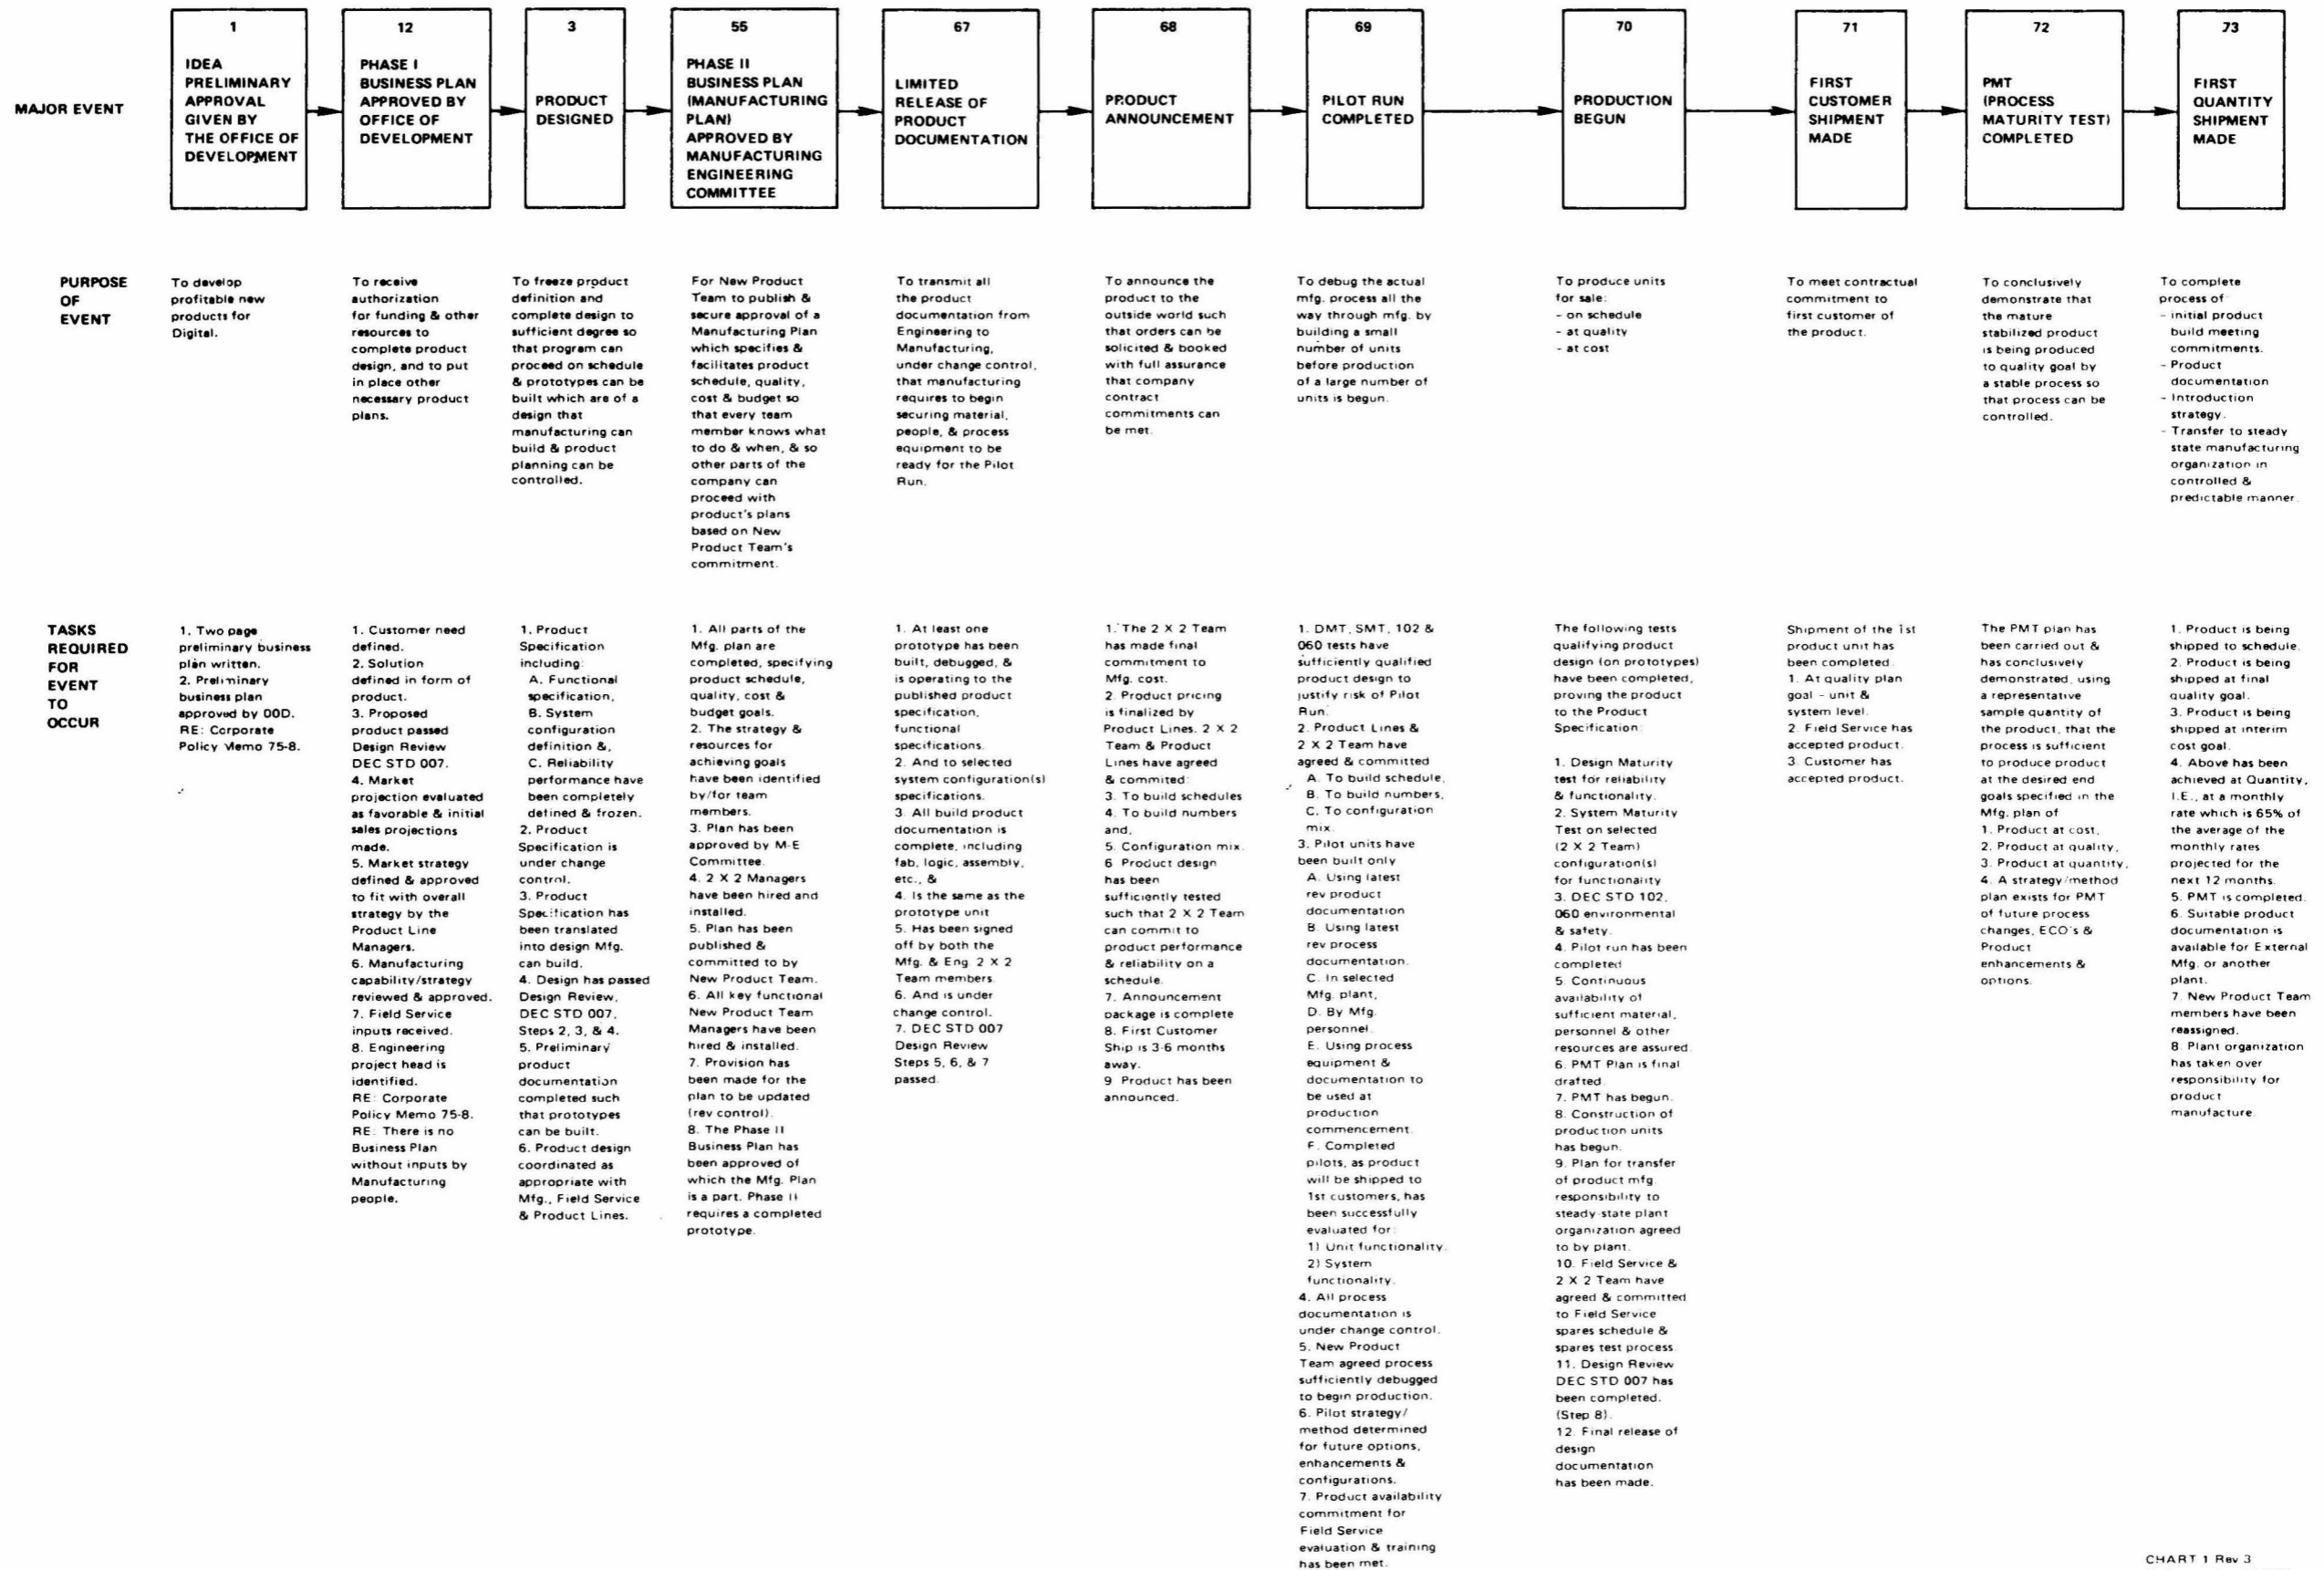 MAJOR EVENT
1
IDEA
PRELIMINARY
APPROVAL
GIVEN BY
THE OFFICE OF
DEVELOPMENT
12
PHASE I
BUSINESS PLAN
APPROVED BY
OFFICE OF
DEVELOPMENT
3
PRODUCT
DESIGNED
55
PHASE II
BUSINESS PLAN
(MANUFACTURING
PLAN)
APPROVED BY
MANUFACTURING
ENGINEERING
COMMITTEE
67
LIMITED
RELEASE OF
PRODUCT
DOCUMENTATION
68
PRODUCT
ANNOUNCEMENT
69
PILOT RUN
COMPLETED
70
PRODUCTION
BEGUN
71
FIRST
CUSTOMER
SHIPMENT
MADE
72
PMT
(PROCESS
MATURITY TEST)
COMPLETED
73
FIRST
QUANTITY
SHIPMENT
MADE
PURPOSE
OF
EVENT
To develop
profitable new
products for
Digital.
To receive
authorization
for funding & other
resources to
complete product
design, and to put
in place other
necessary product
plans.
To freeze product
definition and
complete design to
sufficient degree so
that program can
proceed on schedule
& prototypes can be
built which are of a
design that
manufacturing can
build & product
planning can be
controlled.
For New Product
Team to publish &
secure approval of a
Manufacturing Plan
which specifies &
facilitates product
schedule, quality,
cost & budget so
that every team
member knows what
to do & when, & so
other parts of the
company can
proceed with
product's plans
based on New
Product Team's
commitment.
To transmit all
the product
documentation from
Engineering to
Manufacturing,
under change control,
that manufacturing
requires to begin
securing material,
people, & process
equipment to be
ready for the Pilot
Run.
To announce the
product to the
outside world such
that orders can be
solicited & booked
with full assurance
that company
contract
commitments can
be met.
To debug the actual
mfg. process all the
way through mfg. by
building a small
number of units
before production
of a large number of
units is begun.
To produce units
for sale:
- on schedule
- at quality
- at cost
To meet contractual
commitment to
first customer of
the product.
To conclusively
demonstrate that
the mature
stabilized product
is being produced
to quality goal by
a stable process so
that process can be
controlled.
To complete
process of
- initial product
build meeting
commitments.
- Product
documentation
- Introduction
strategy.
- Transfer to steady
state manufacturing
organization in
controlled &
predictable manner.
TASKS
REQUIRED
FOR
EVENT
TO
OCCUR
1. Two page
preliminary business
plan written.
2. Preliminary
business plan
approved by OOD.
RE: Corporate
Policy Memo 75-8.
1. Customer need
defined.
2. Solution
defined in form of
product.
3. Proposed
product passed
Design Review
DEC STD 007.
4. Market
projection evaluated
as favorable & initial
sales projections
made.
5. Market strategy
defined & approved
to fit with overall
strategy by the
Product Line
Managers.
6. Manufacturing
capability/strategy
reviewed & approved.
7. Field Service
inputs received.
8. Engineering
project head is
identified.
RE: Corporate
Policy Memo 75-8.
RE: There is no
Business Plan
without inputs by
Manufacturing
people.
1. Product
Specification
including:
A. Functional
specification,
B. System
configuration
definition &,
C. Reliability
performance have
been completely
defined & frozen.
2. Product
Specification is
under change
control.
3. Product
Specification has
been translated
into design Mfg.
can build.
4. Design has passed
Design Review,
DEC STD 007.
Steps 2, 3, & 4.
5. Preliminary
product
documentation
completed such
that prototypes
can be built.
6. Product design
coordinated as
appropriate with
Mfg., Field Service
& Product Lines.
1. All parts of the
Mfg. plan are
completed, specifying
product schedule,
quality, cost &
budget goals.
2. The strategy &
resources for
achieving goals
have been identified
by/for team
members.
3. Plan has been
approved by M-E
Committee.
4. 2 X 2 Managers
have been hired and
installed.
5. Plan has been
published &
committed to by
New Product Team.
6. All key functional
New Product Team
Managers have been
hired & installed.
7. Provision has
been made for the
plan to be updated
(rev control).
8. The Phase II
Business Plan has
been approved of
which the Mfg. Plan
is a part. Phase II
requires a completed
prototype.
1. At least one
prototype has been
built, debugged, &
is operating to the
published product
specification,
functional
specifications.
2. And to selected
system configuration(s)
specifications.
3. All build product
documentation is
complete, including
fab, logic, assembly,
etc., &
4. Is the same as the
prototype unit
5. Has been signed
off by both the
Mfg. & Eng. 2 X 2
Team members
6. And is under
change control.
7. DEC STD 007
Design Review
Steps 5, 6, & 7
passed.
1. The 2 X 2 Team
has made final
commitment to
Mfg. cost.
2. Product pricing
is finalized by
Product Lines. 2 X 2
Team & Product
Lines have agreed
& commited:
3. To build schedules
4. To build numbers
and,
5. Configuration mix.
6. Product design
has been
sufficiently tested
such that 2 X 2 Team
can commit to
product performance
& reliability on a
schedule.
7. Announcement
package is complete
8. First Customer
Ship is 3-6 months
away.
9 Product has been
announced.
1. DMT, SMT, 102 &
060 tests have
sufficiently qualified
product design to
justify risk of Pilot
Run.
2. Product Lines &
2 X 2 Team have
agreed & committed
A. To build schedule,
B. To build numbers,
C. To configuration
mix.
3. Pilot units have
been built only
A. Using latest
rev product
documentation
B. Using latest
rev process
documentation.
C. In selected
Mfg. plant,
D. By Mfg.
personnel.
E. Using process
equipment &
documentation to
be used at
production
commencement.
F. Completed
pilots, as product
will be shipped to
1st customers, has
been successfully
evaluated for:
1) Unit functionality.
2) System
functionality.
4. All process
documentation is
under change control.
5. New Product
Team agreed process
sufficiently debugged
to begin production.
6. Pilot strategy/
method determined
for future options,
enhancements &
configurations.
7. Product availability
commitment for
Field Service
evaluation & training
has been met.
The following tests
qualifying product
design (on prototypes)
have been completed,
proving the product
to the Product
Specification:
1. Design Maturity
test for reliability
& functionality.
2. System Maturity
Test on selected
(2 X 2 Team)
configuration(s)
for functionality
3. DEC STD 102,
060 environmental
& safety.
4. Pilot run has been
completed
5. Continuous
availability of
sufficient material,
personnel & other
resources are assured.
6. PMT Plan is final
drafted.
7. PMT has begun.
8. Construction of
production units
has begun.
9. Plan for transfer
of product mfg.
responsibility to
steady-state plant
organization agreed
to by plant.
10. Field Service &
2 X 2 Team have
agreed & committed
to Field Service
spares schedule &
spares test process.
11. Design Review
DEC STD 007 has
been completed.
(Step 8).
12. Final release of
design
documentation
has been made.
Shipment of the 1st
product unit has
been completed.
1. At quality plan
goal - unit &
system level.
2. Field Service has
accepted product.
3. Customer has
accepted product.
The PMT plan has
been carried out &
has conclusively
demonstrated, using
a representative
sample quantity of
the product, that the
process is sufficient
to produce product
at the desired end
goals specified in the
Mfg. plan of
1. Product at cost,
2. Product at quality,
3. Product at quantity,
4. A strategy/method
plan exists for PMT
of future process
changes, ECO's &
Product
enhancements &
options.
1. Product is being
shipped to schedule.
2. Product is being
shipped at final
quality goal.
3. Product is being
shipped at interim
cost goal.
4. Above has been
achieved at Quantity,
I.E., at a monthly
rate which is 65% of
the average of the
monthly rates
projected for the
next 12 months.
5. PMT is completed.
6. Suitable product
documentation is
available for External
Mfg. or another
plant.
7. New Product Team
members have been
reassigned.
8. Plant organization
has taken over
responsibility for
product
manufacture.
CHART 1 Rev 3